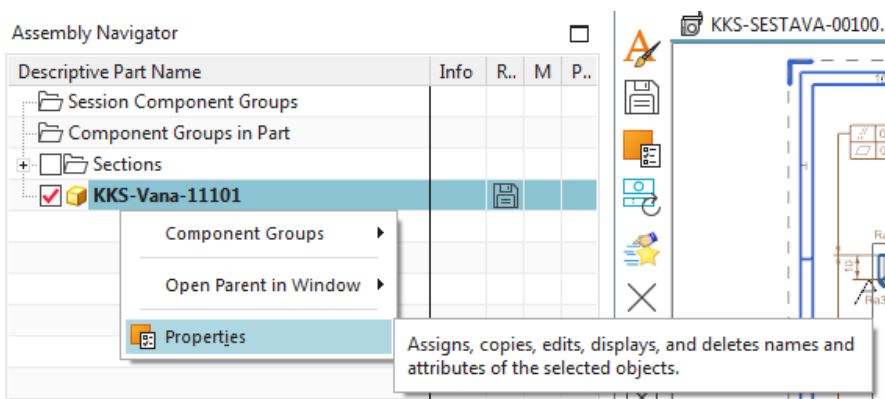 Assembly Navigator
KKS-SESTAVA-00100.
Descriptive Part Name Info R.. M P..
Session Component Groups
Component Groups in Part
Sections
KKS-Vana-11101
Component Groups
Open Parent in Window
Properties
Assigns, copies, edits, displays, and deletes names and
attributes of the selected objects.